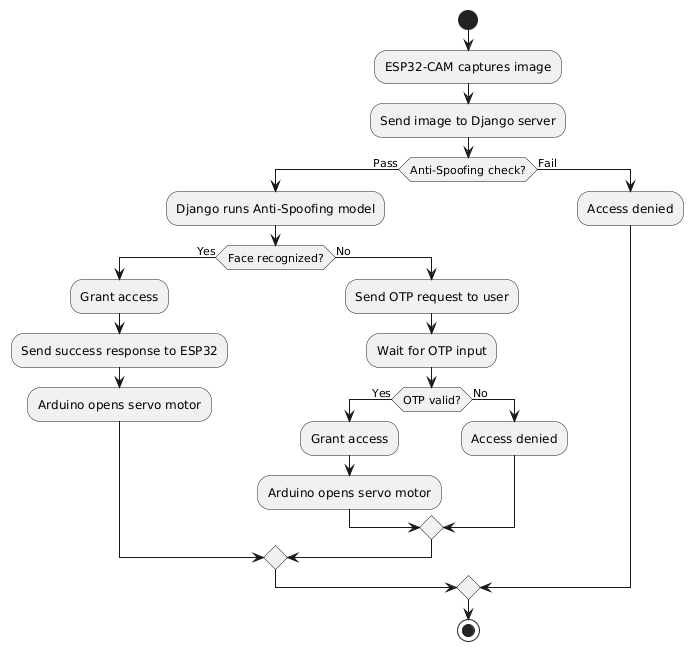 ESP32-CAM captures image
Send image to Django server
Pass
Anti-Spoofing check?
Fail
Django runs Anti-Spoofing model
Access denied
Yes
Face recognized?
No
Grant access
Send OTP request to user
Send success response to ESP32
Wait for OTP input
Arduino opens servo motor
Yes
OTP valid?
No
Grant access
Access denied
Arduino opens servo motor